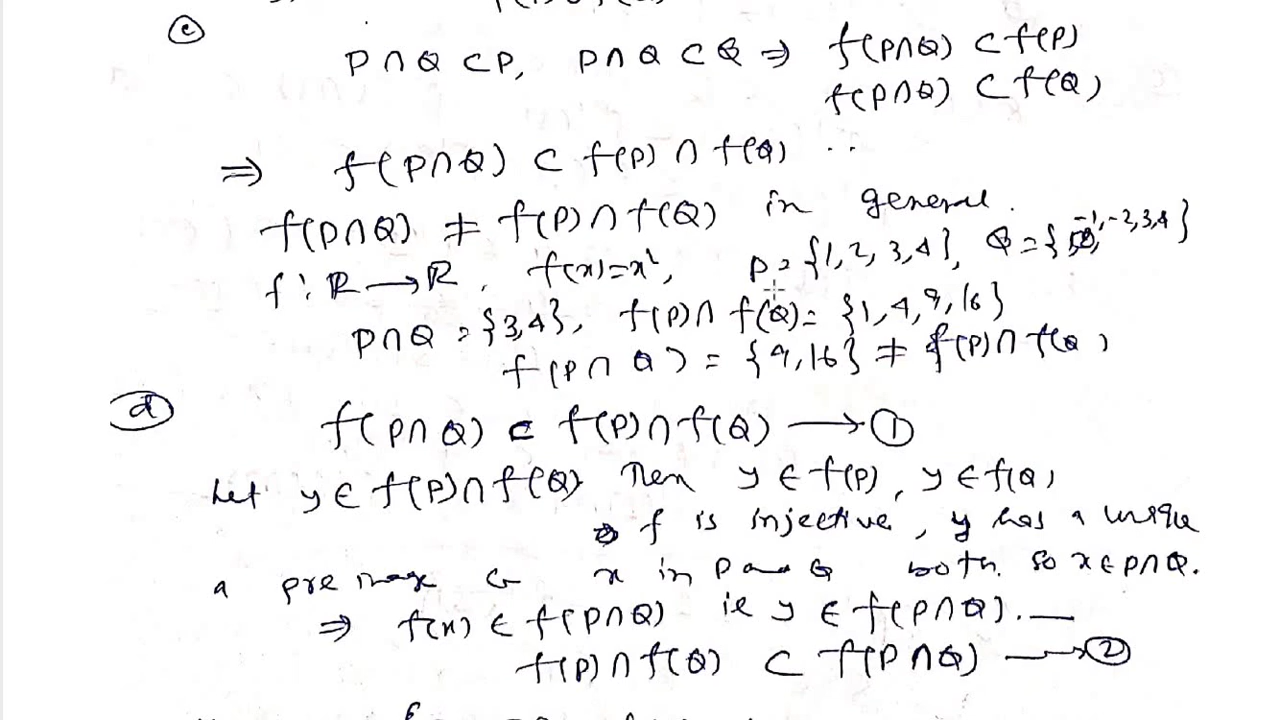 (c)
P∩Q ⊂ P, P∩Q ⊂ Q ⇒ f(P∩Q) ⊂ f(P)
f(P∩Q) ⊂ f(Q)
⇒ f(P∩Q) ⊂ f(P) ∩ f(Q) ..
f(P∩Q) ≠ f(P)∩f(Q) in general.
f: ℝ → ℝ, f(x)=x², P = {1, 2, 3, 4}, Q = {-1, -2, 3, 4}
P∩Q = {3,4}, f(P)∩ f(Q) = {1, 4, 9, 16}
f(P∩Q) = {9, 16} ≠ f(P)∩f(Q)
(d)
f(P∩Q) ⊂ f(P)∩f(Q) → ①
Let y ∈ f(P)∩f(Q) Then y ∈ f(P), y ∈ f(Q)
f is injective, y has a unique
a pre image x in P and Q both. So x ∈ P∩Q.
⇒ f(x) ∈ f(P∩Q) ie y ∈ f(P∩Q). —
f(P)∩f(Q) ⊂ f(P∩Q) → ②